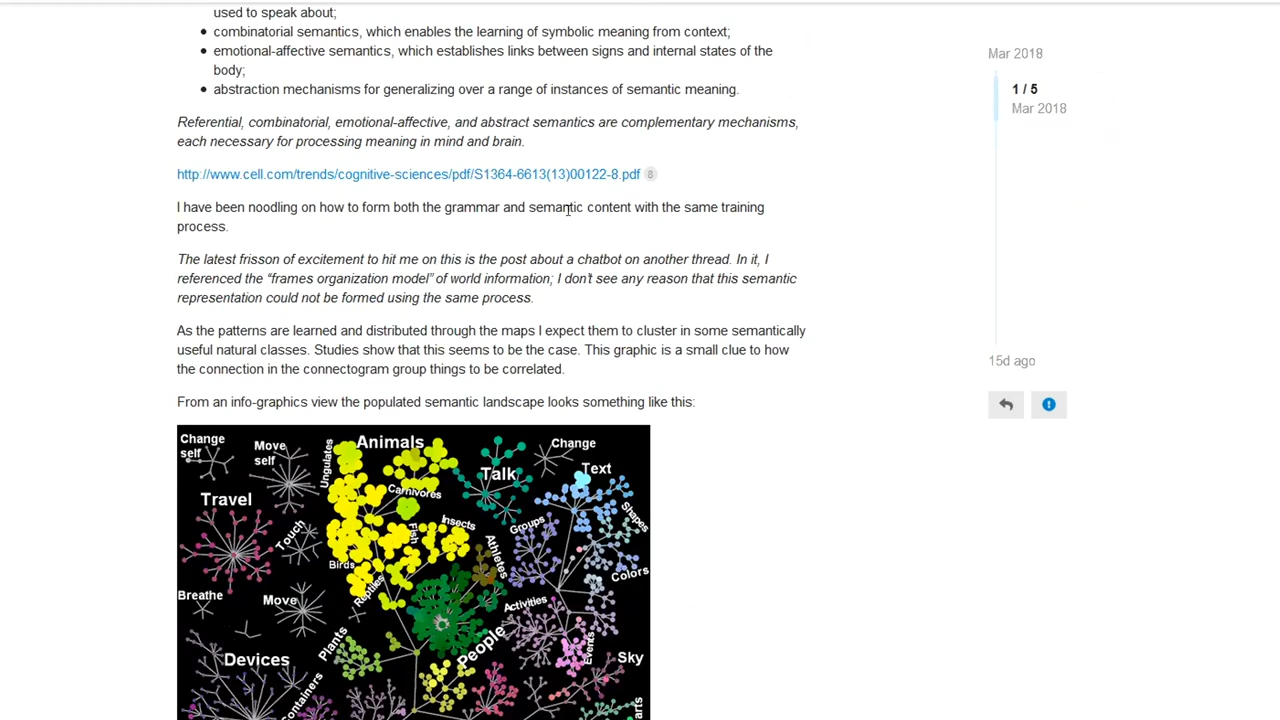 used to speak about;
combinatorial semantics, which enables the learning of symbolic meaning from context;
emotional-affective semantics, which establishes links between signs and internal states of the
body;
abstraction mechanisms for generalizing over a range of instances of semantic meaning.
Referential, combinatorial, emotional-affective, and abstract semantics are complementary mechanisms,
each necessary for processing meaning in mind and brain.
http://www.cell.com/trends/cognitive-sciences/pdf/S1364-6613(13)00122-8.pdf 8
I have been noodling on how to form both the grammar and semantic content with the same training
process.
The latest frisson of excitement to hit me on this is the post about a chatbot on another thread. In it, I
referenced the “frames organization model” of world information; I don’t see any reason that this semantic
representation could not be formed using the same process.
As the patterns are learned and distributed through the maps I expect them to cluster in some semantically
useful natural classes. Studies show that this seems to be the case. This graphic is a small clue to how
the connection in the connectogram group things to be correlated.
From an info-graphics view the populated semantic landscape looks something like this:
Change
self
Move
self
Ungulates
Animals
Talk
Change
Text
Travel
Carnivores
Shapes
Touch
Fish
Insects
Groups
Athletes
Birds
Reptiles
Colors
Breathe
Move
Activities
Plants
People
Events
Sky
Devices
Containers
Mar 2018
1 / 5
Mar 2018
15d ago